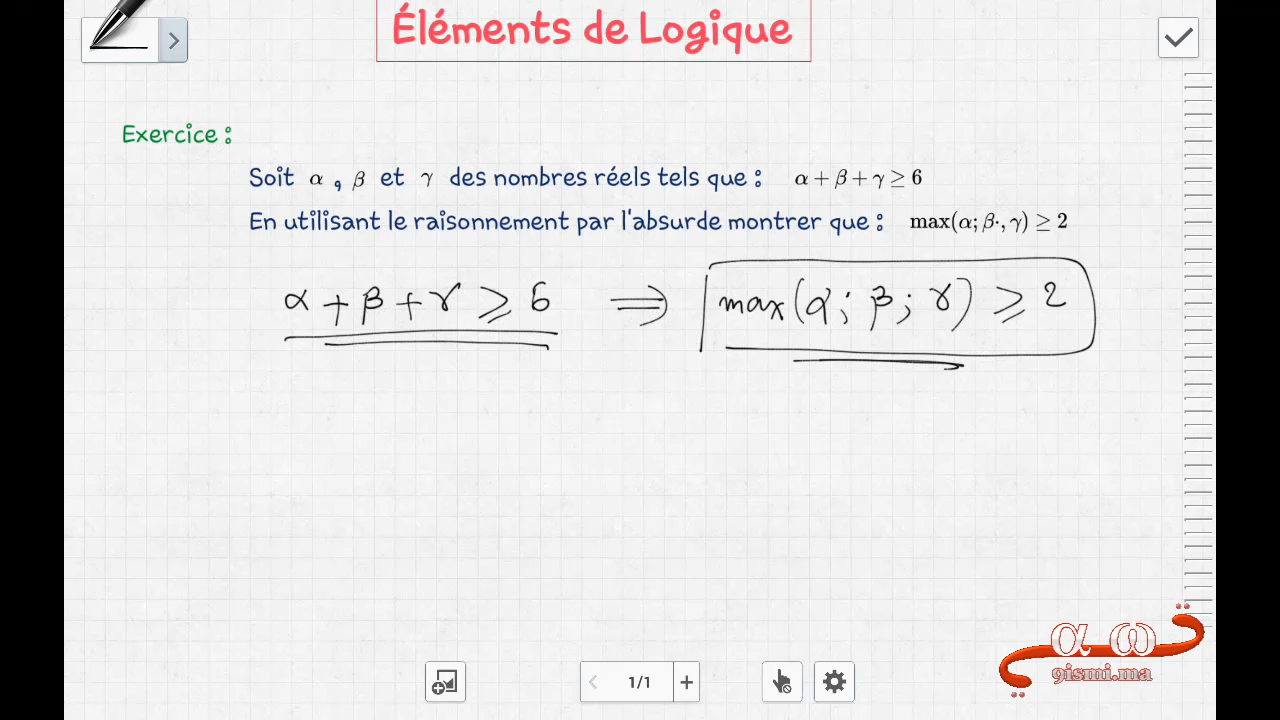 Éléments de Logique
Exercice :
Soit α , β et γ des nombres réels tels que : α + β + γ ≥ 6
En utilisant le raisonnement par l'absurde montrer que : max(α; β·, γ) ≥ 2
α + β + γ ≥ 6 ⟹ max(α; β; γ) ≥ 2
α ω
gismi.ma
1/1